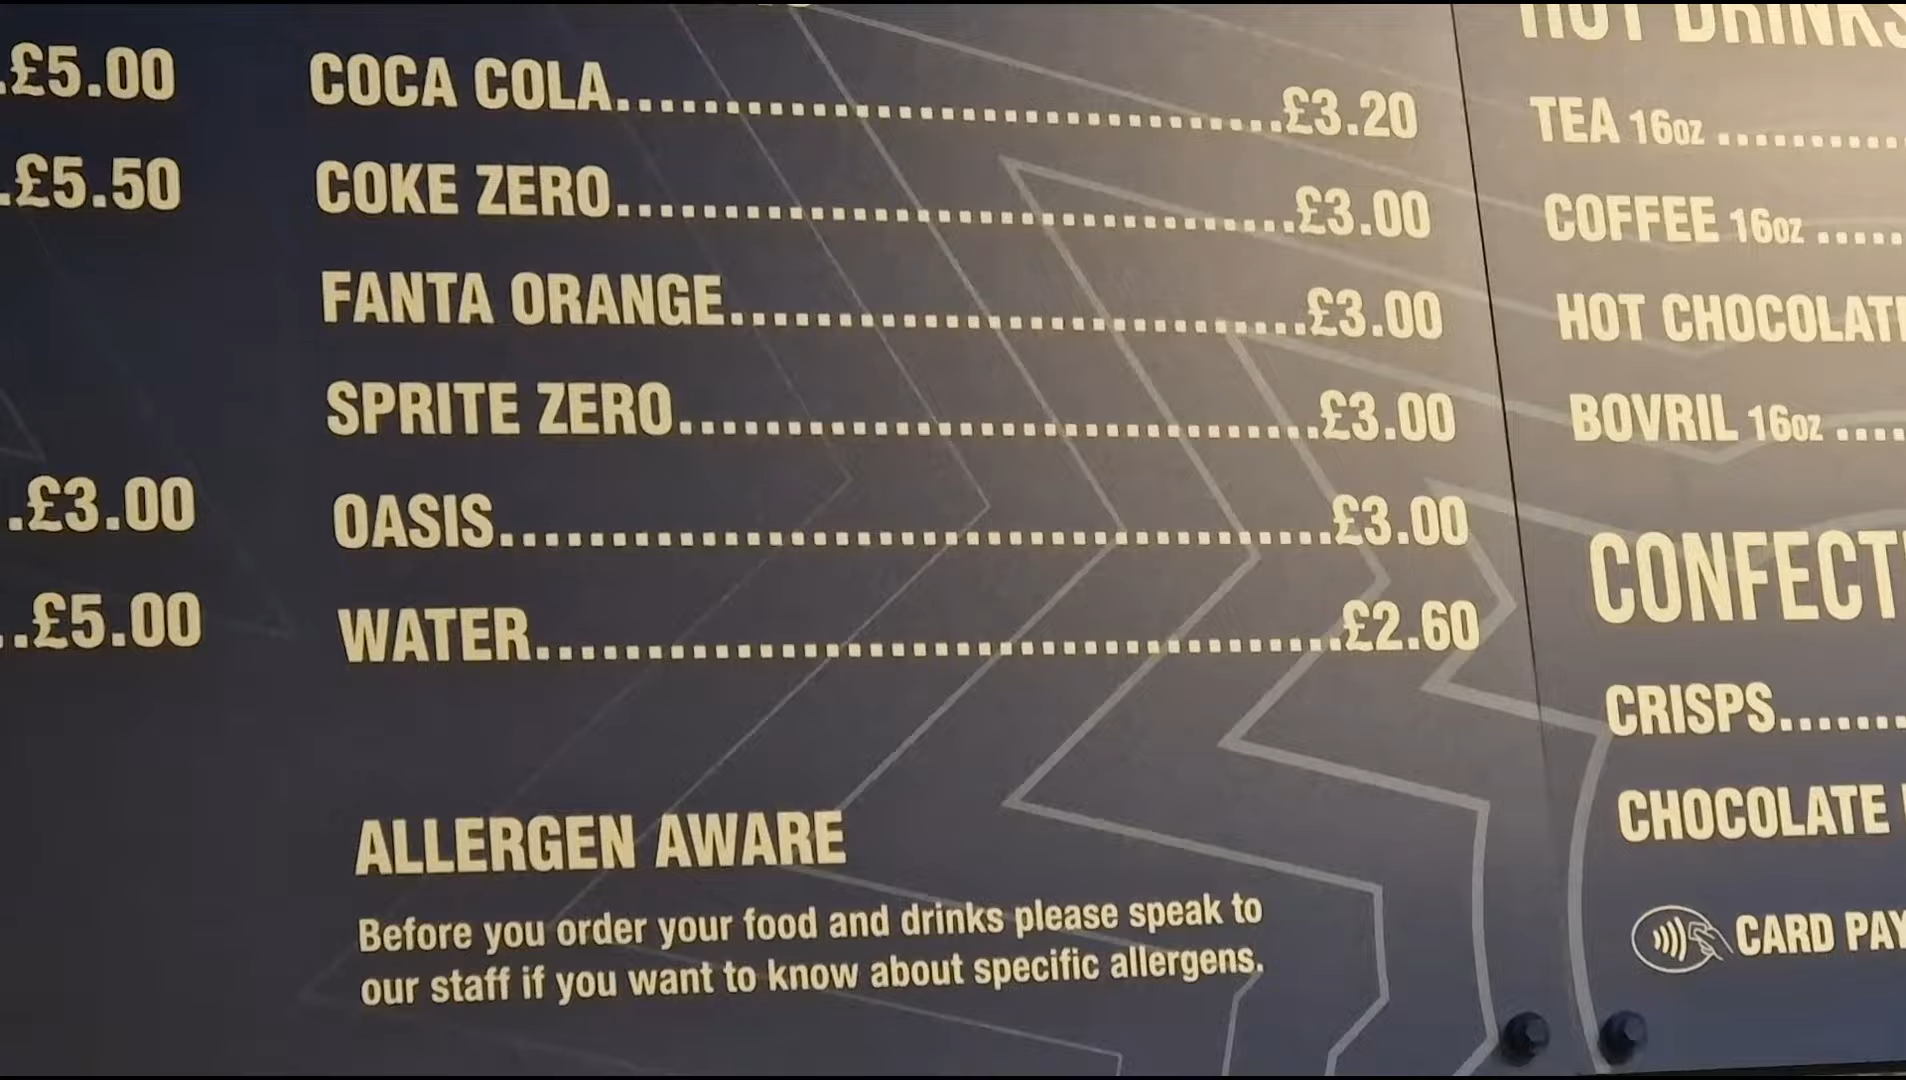 £5.00
£5.50
£3.00
£5.00
COCA COLA........................................£3.20
COKE ZERO........................................£3.00
FANTA ORANGE.................................£3.00
SPRITE ZERO.....................................£3.00
OASIS................................................£3.00
WATER..............................................£2.60
ALLERGEN AWARE
Before you order your food and drinks please speak to
our staff if you want to know about specific allergens.
HOT DRINKS
TEA 16oz ..........
COFFEE 16oz .....
HOT CHOCOLATE
BOVRIL 16oz ....
CRISPS.......
CHOCOLATE
CARD